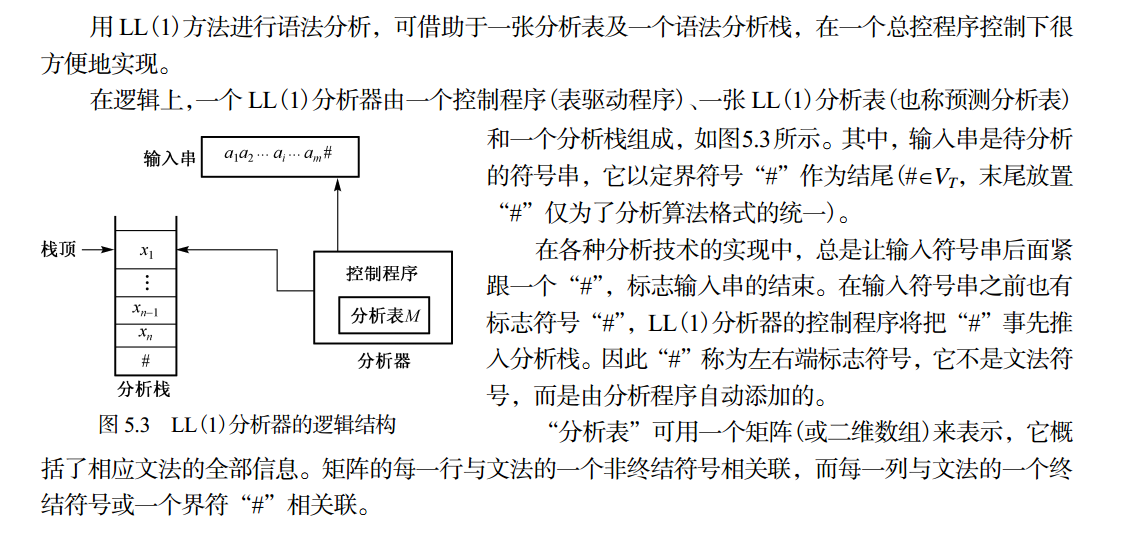 用 LL(1)方法进行语法分析，可借助于一张分析表及一个语法分析栈，在一个总控程序控制下很
方便地实现。
在逻辑上，一个 LL(1)分析器由一个控制程序(表驱动程序)、一张 LL(1)分析表(也称预测分析表)
和一个分析栈组成，如图5.3 所示。其中，输入串是待分析
的符号串，它以定界符号“#”作为结尾(#∈V_T，末尾放置
“#”仅为了分析算法格式的统一)。
在各种分析技术的实现中，总是让输入符号串后面紧
跟一个“#”，标志输入串的结束。在输入符号串之前也有
标志符号“#”，LL(1)分析器的控制程序将把“#”事先推
入分析栈。因此“#”称为左右端标志符号，它不是文法符
号，而是由分析程序自动添加的。
输入串
a₁a₂ ⋯ a_i ⋯ a_m#
栈顶
x₁
⋮
x_{n−1}
x_n
#
分析栈
控制程序
分析表M
分析器
图 5.3 LL(1)分析器的逻辑结构
“分析表”可用一个矩阵(或二维数组)来表示，它概
括了相应文法的全部信息。矩阵的每一行与文法的一个非终结符号相关联，而每一列与文法的一个终
结符号或一个界符“#”相关联。